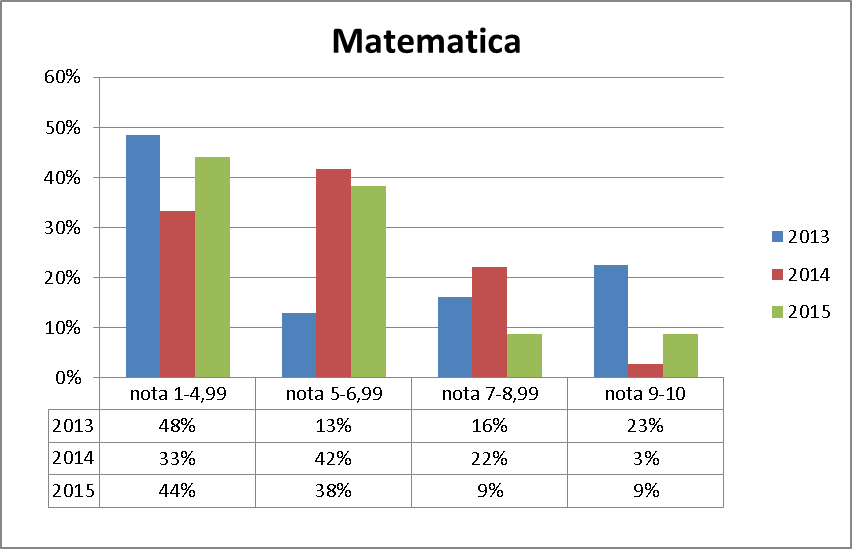 Matematica
60%
50%
40%
30%
20%
10%
0%
nota 1-4,99 nota 5-6,99 nota 7-8,99 nota 9-10
2013 48% 13% 16% 23%
2014 33% 42% 22% 3%
2015 44% 38% 9% 9%
2013
2014
2015